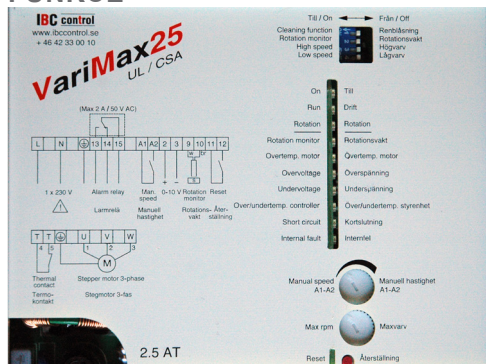 IBC control
www.ibccontrol.se
+ 46 42 33 00 10
VariMax25
UL / CSA
Till / On Från / Off
Cleaning function Renblåsning
Rotation monitor Rotationsvakt
High speed Högvarv
Low speed Lågvarv
(Max 2 A / 50 V AC)
L N 13 14 15 A1 A2 2 3 9 10 11 12
w br
+ -
1 x 230 V Alarm relay Man. speed 0-10 V Rotation monitor Reset
Larmrelä Manuell hastighet Rotations-vakt Åter-ställning
T T U V W
4 5 1 2 3
M
Thermal contact Stepper motor 3-phase
Termo-kontakt Stegmotor 3-fas
2.5 AT
On Till
Run Drift
Rotation Rotation
Rotation monitor Rotationsvakt
Overtemp. motor Övertemp. motor
Overvoltage Överspänning
Undervoltage Underspänning
Over/undertemp. controller Över/undertemp. styrenhet
Short circuit Kortslutning
Internal fault Internfel
Manual speed Manuell hastighet
A1-A2 A1-A2
Max rpm Maxvarv
Reset Återställning